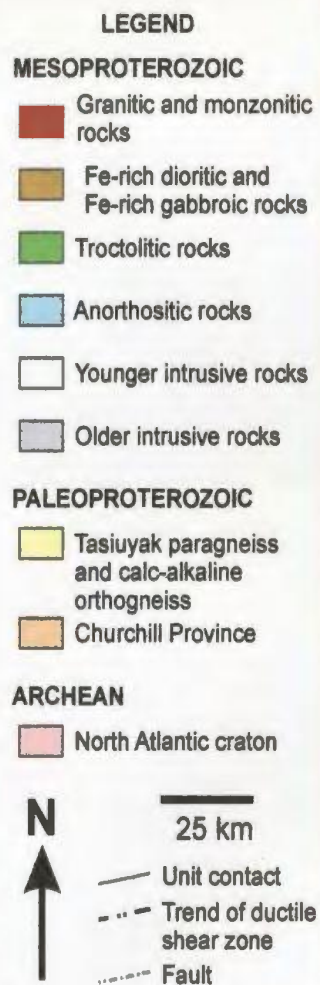 LEGEND
MESOPROTEROZOIC
Granitic and monzonitic
rocks
Fe-rich dioritic and
Fe-rich gabbroic rocks
Troctolitic rocks
Anorthositic rocks
Younger intrusive rocks
Older intrusive rocks
PALEOPROTEROZOIC
Tasiuyak paragneiss
and calc-alkaline
orthogneiss
Churchill Province
ARCHEAN
North Atlantic craton
N
25 km
Unit contact
Trend of ductile
shear zone
Fault